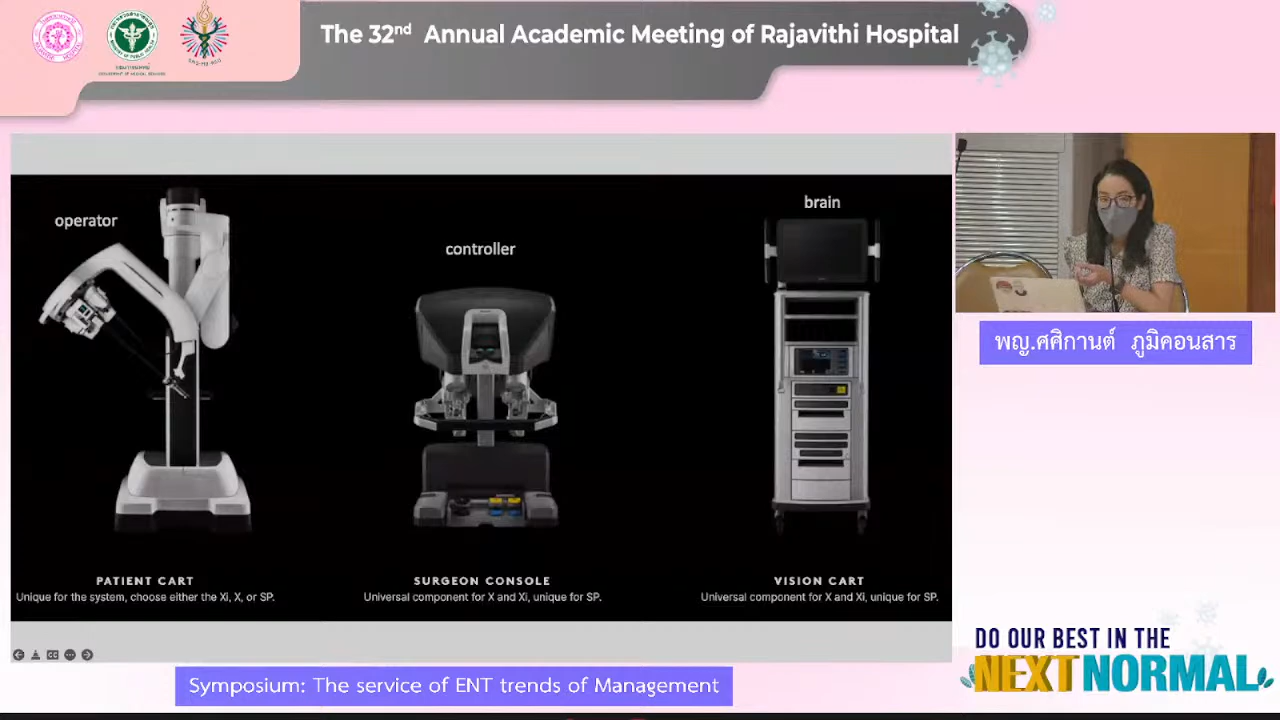 The 32nd Annual Academic Meeting of Rajavithi Hospital
operator
controller
brain
PATIENT CART
Unique for the system, choose either the Xi, X, or SP.
SURGEON CONSOLE
Universal component for X and Xi, unique for SP.
VISION CART
Universal component for X and Xi, unique for SP.
พญ.ศศิกานต์ ภูมิคอนสาร
DO OUR BEST IN THE
NEXT NORMAL
Symposium: The service of ENT trends of Management